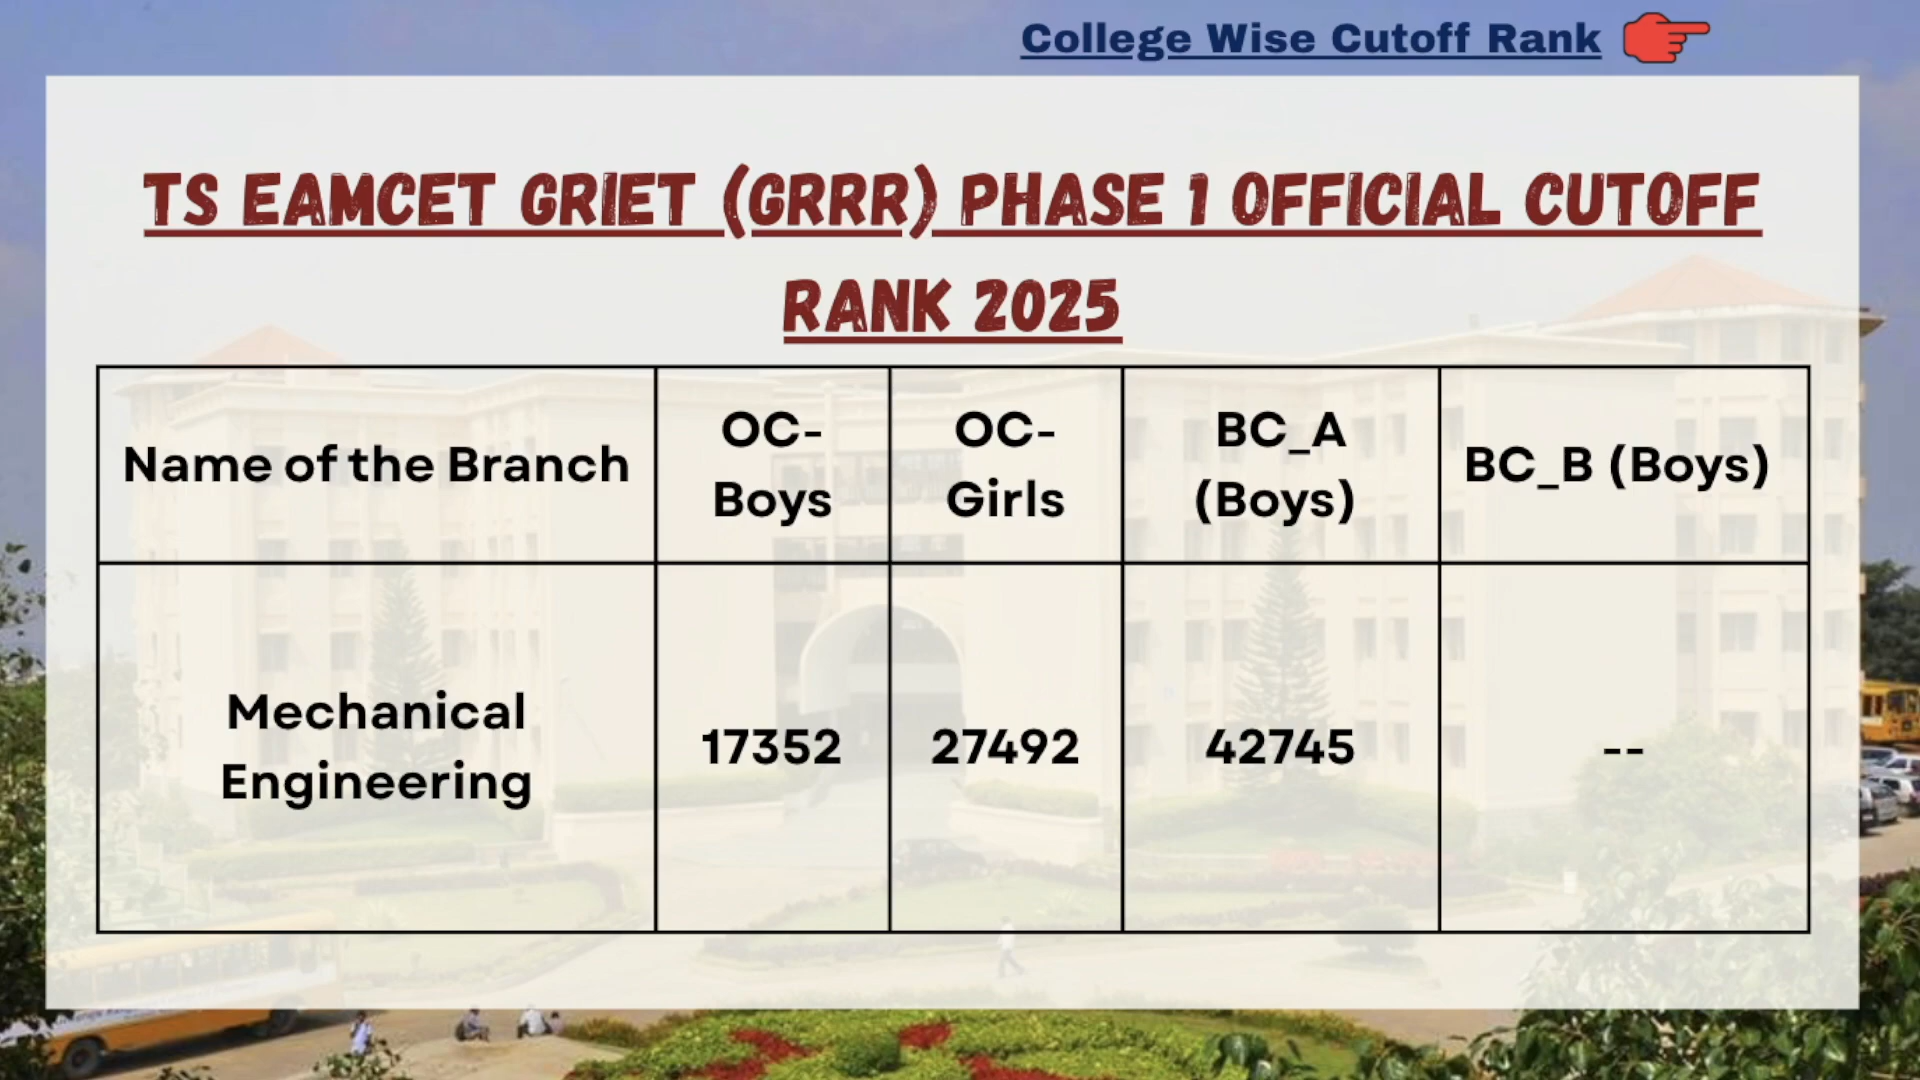 College Wise Cutoff Rank
TS EAMCET GRIET (GRRR) PHASE 1 OFFICIAL CUTOFF
RANK 2025
Name of the Branch
OC-
Boys
OC-
Girls
BC_A
(Boys)
BC_B (Boys)
Mechanical
Engineering
17352
27492
42745
--